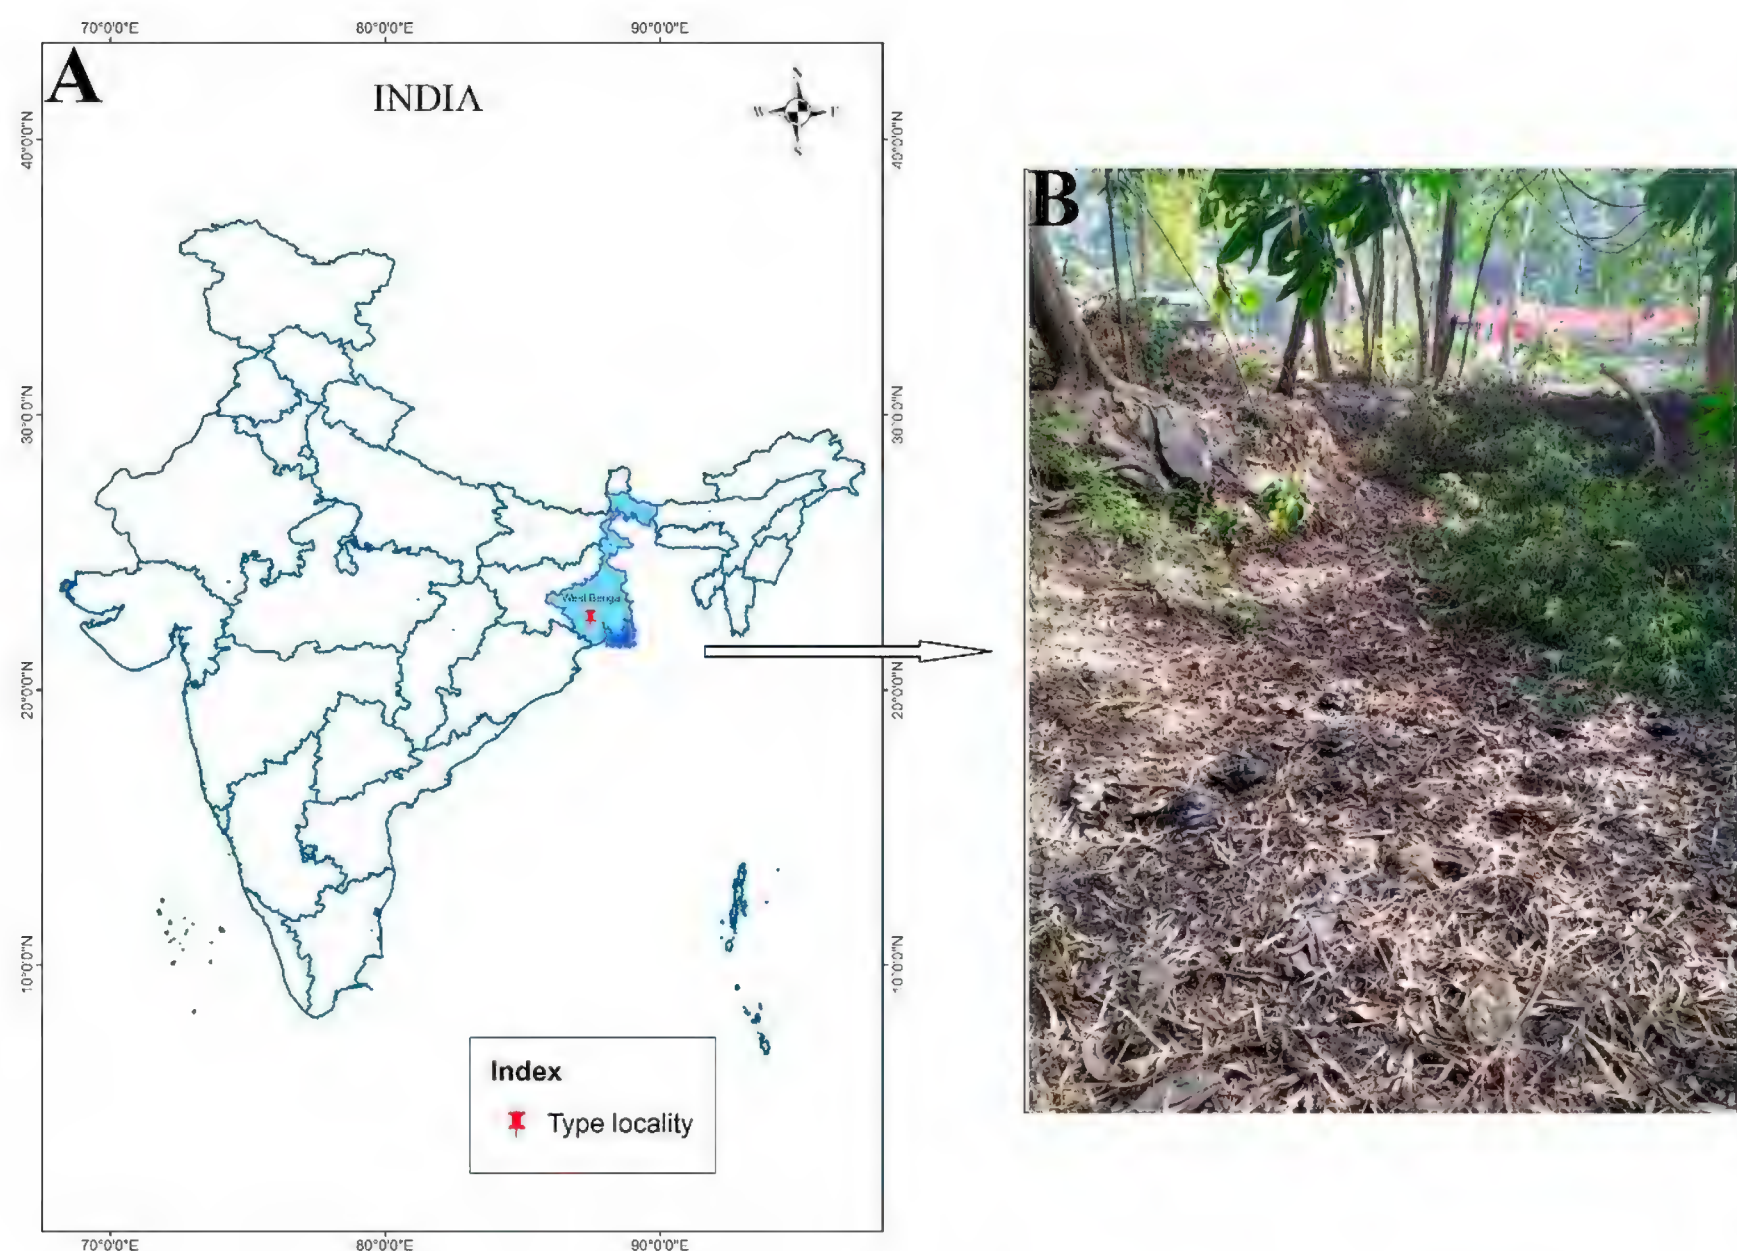 70°0'0"E 80°0'0"E 90°0'0"E
A
INDIA
N
W E
S
B
40°0'0"N 40°0'0"N
30°0'0"N 30°0'0"N
West Bengal
20°0'0"N 20°0'0"N
10°0'0"N 10°0'0"N
Index
Type locality
70°0'0"E 80°0'0"E 90°0'0"E